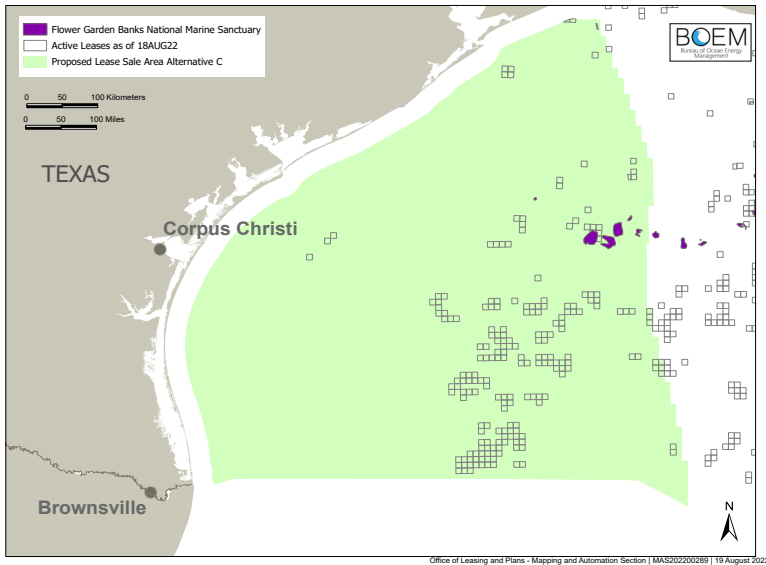 Flower Garden Banks National Marine Sanctuary
Active Leases as of 18AUG22
Proposed Lease Sale Area Alternative C
BOEM
Bureau of Ocean Energy
Management
0 50 100 Kilometers
0 50 100 Miles
TEXAS
Corpus Christi
Brownsville
N
Office of Leasing and Plans - Mapping and Automation Section | MAS202200289 | 19 August 2022